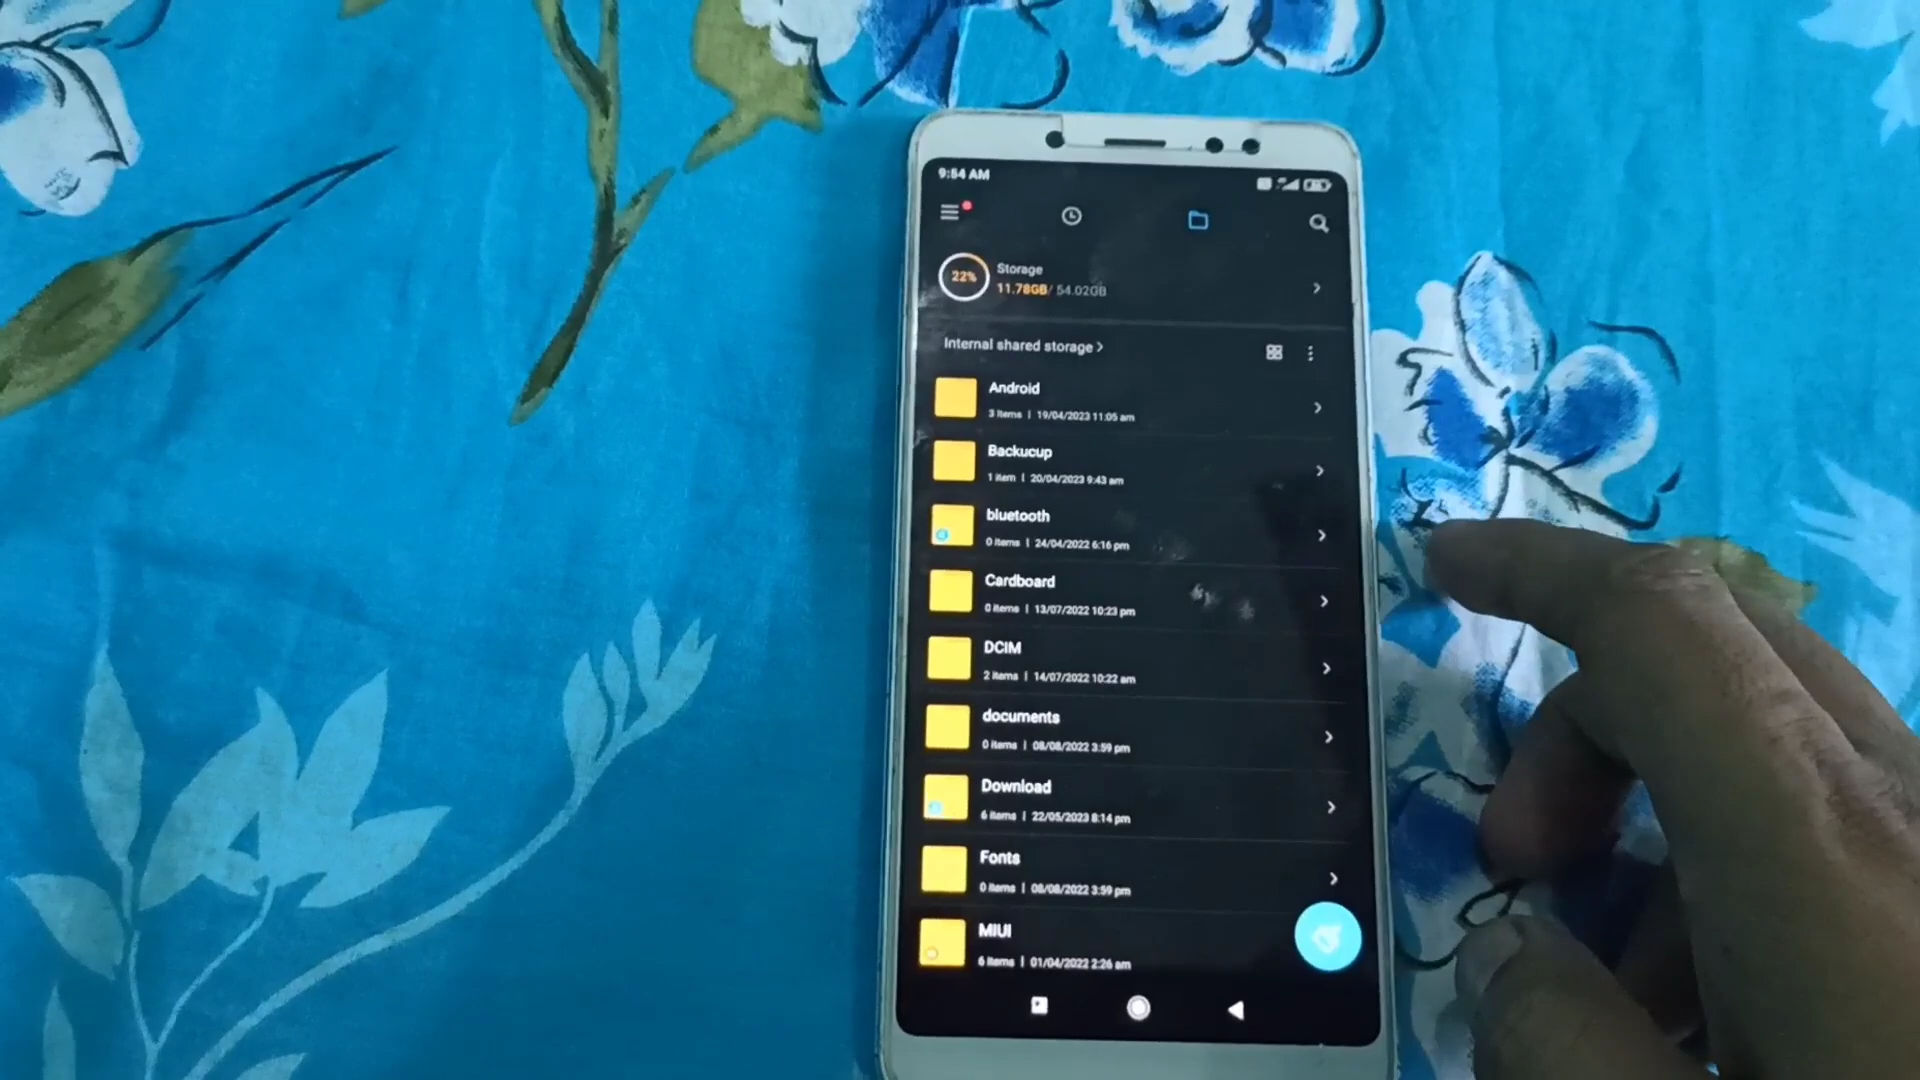 9:54 AM
22%
Storage
11.78GB/ 54.02GB
Internal shared storage >
Android
3 items | 19/04/2023 11:05 am
Backucup
1 item | 20/04/2023 9:43 am
bluetooth
0 items | 24/04/2022 6:16 pm
Cardboard
0 items | 13/07/2022 10:23 pm
DCIM
2 items | 14/07/2022 10:22 am
documents
0 items | 08/08/2022 3:59 pm
Download
6 items | 22/05/2023 8:14 pm
Fonts
0 items | 08/08/2022 3:59 pm
MIUI
6 items | 01/04/2022 2:26 am